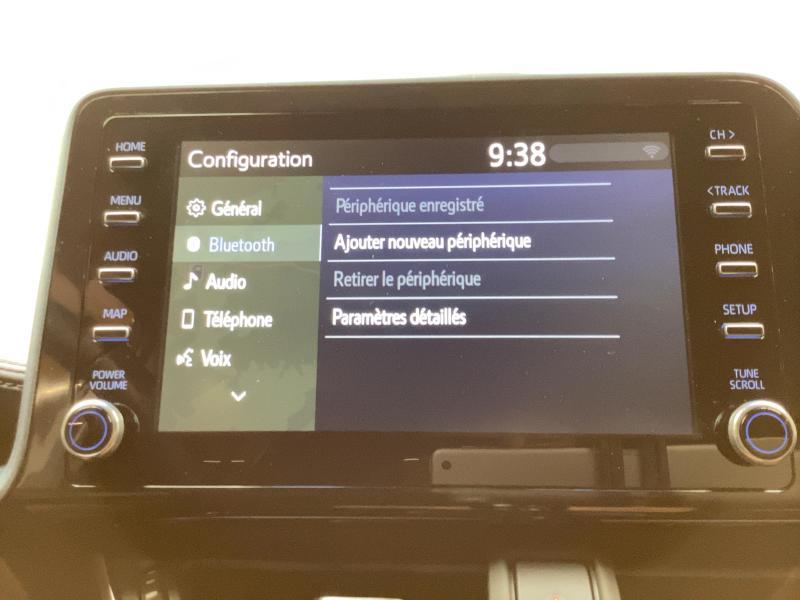 HOME
MENU
AUDIO
MAP
POWER
VOLUME
Configuration
9:38
Général
Bluetooth
Audio
Téléphone
Voix
Périphérique enregistré
Ajouter nouveau périphérique
Retirer le périphérique
Paramètres détaillés
CH >
<TRACK
PHONE
SETUP
TUNE
SCROLL